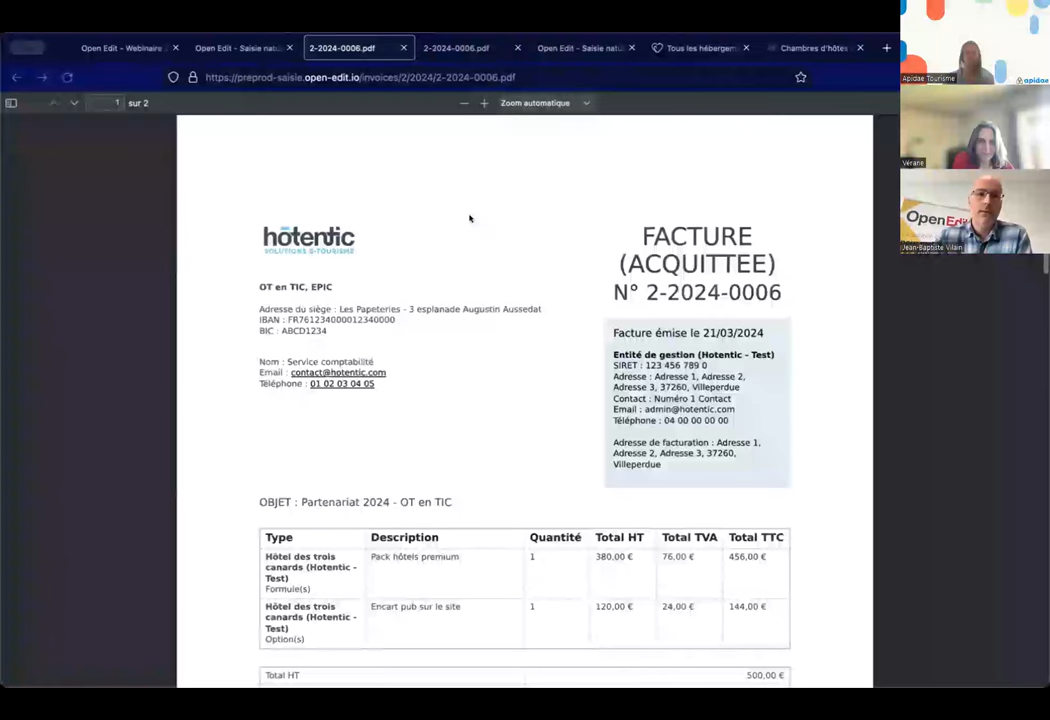 Open Edit - Webinaire
Open Edit - Saisie natu
2-2024-0006.pdf
2-2024-0006.pdf
Open Edit - Saisie natu
Tous les hébergem
Chambres d'hôtes
https://preprod-saisie.open-edit.io/invoices/2/2024/2-2024-0006.pdf
1 sur 2
Zoom automatique
Apidae Tourisme
apidae
Vérane
OpenEdi
Jean-Baptiste Vilain
hôtentic
SOLUTIONS E-TOURISME
FACTURE
(ACQUITTEE)
N° 2-2024-0006
OT en TIC, EPIC
Adresse du siège : Les Papeteries - 3 esplanade Augustin Aussedat
IBAN : FR761234000012340000
BIC : ABCD1234
Nom : Service comptabilité
Email : contact@hotentic.com
Téléphone : 01 02 03 04 05
Facture émise le 21/03/2024
Entité de gestion (Hotentic - Test)
SIRET : 123 456 789 0
Adresse : Adresse 1, Adresse 2,
Adresse 3, 37260, Villeperdue
Contact : Numéro 1 Contact
Email : admin@hotentic.com
Téléphone : 04 00 00 00 00
Adresse de facturation : Adresse 1,
Adresse 2, Adresse 3, 37260,
Villeperdue
OBJET : Partenariat 2024 - OT en TIC
Type Description Quantité Total HT Total TVA Total TTC
Hôtel des trois Pack hôtels premium 1 380,00 € 76,00 € 456,00 €
canards (Hotentic -
Test)
Formule(s)
Hôtel des trois Encart pub sur le site 1 120,00 € 24,00 € 144,00 €
canards (Hotentic -
Test)
Option(s)
Total HT 500,00 €